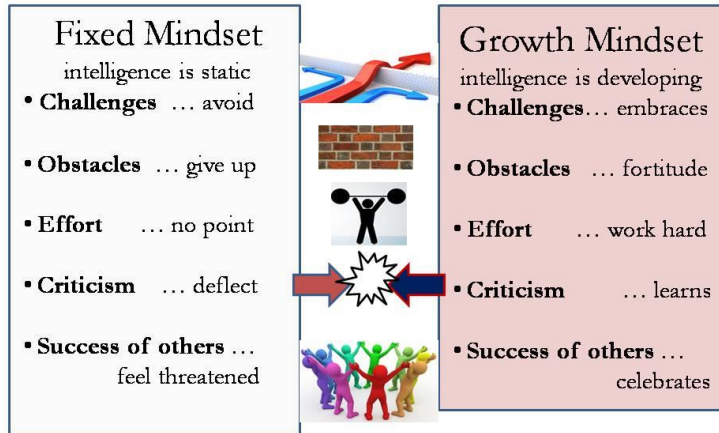 Fixed Mindset
intelligence is static
• Challenges … avoid
• Obstacles … give up
• Effort … no point
• Criticism … deflect
• Success of others …
feel threatened
Growth Mindset
intelligence is developing
• Challenges… embraces
• Obstacles … fortitude
• Effort … work hard
• Criticism … learns
• Success of others …
celebrates